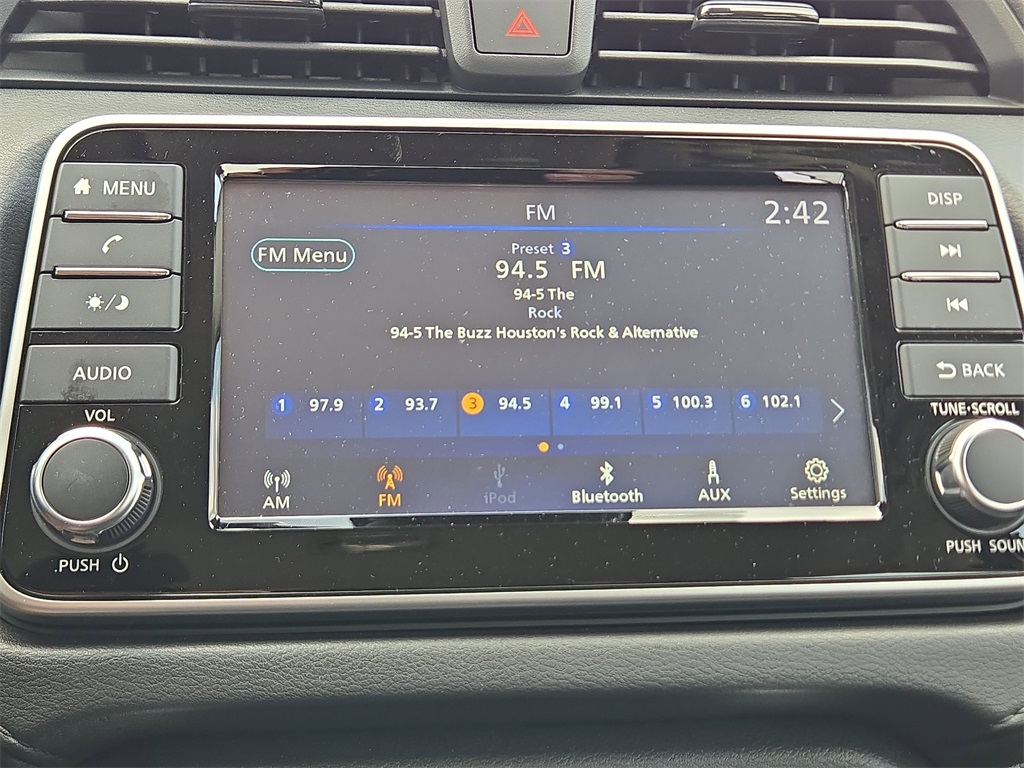 MENU
AUDIO
VOL
PUSH
FM
2:42
FM Menu
Preset 3
94.5 FM
94-5 The
Rock
94-5 The Buzz Houston's Rock & Alternative
1 97.9 2 93.7 3 94.5 4 99.1 5 100.3 6 102.1
AM FM iPod Bluetooth AUX Settings
DISP
BACK
TUNE•SCROLL
PUSH SOUN